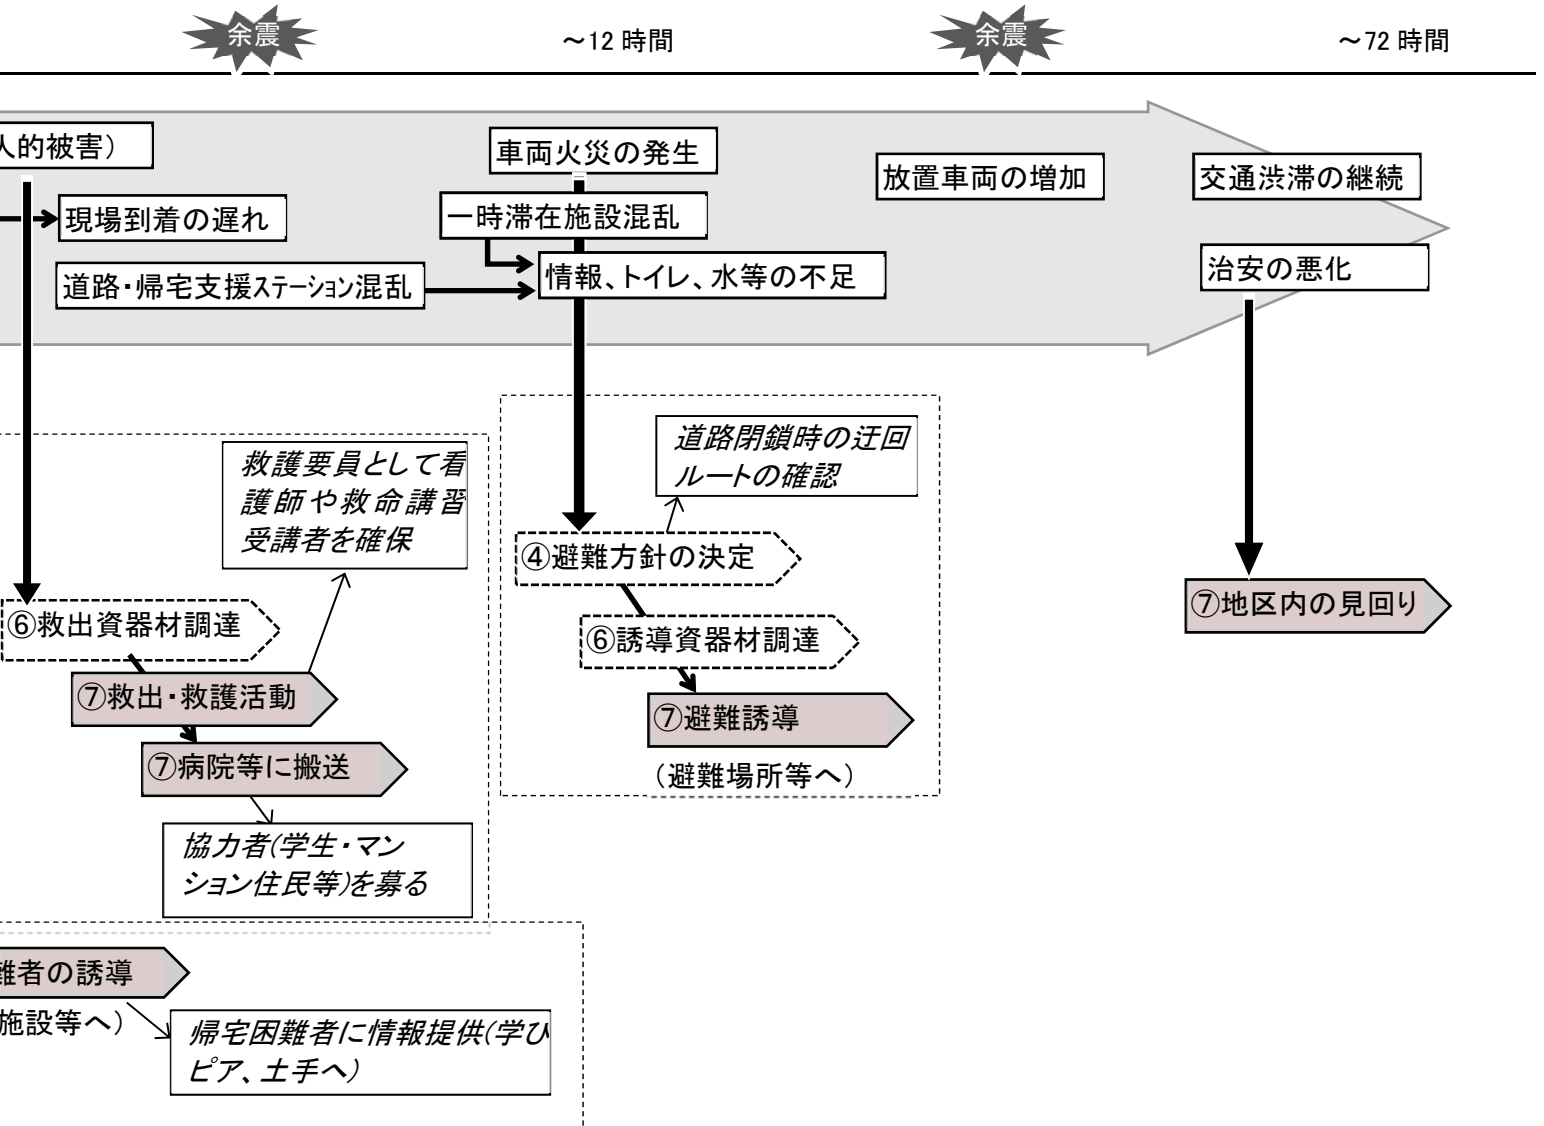 余震
～12 時間
余震
～72 時間
人的被害）
車両火災の発生
放置車両の増加
交通渋滞の継続
現場到着の遅れ
一時滞在施設混乱
道路・帰宅支援ステーション混乱
情報、トイレ、水等の不足
治安の悪化
救護要員として看
護師や救命講習
受講者を確保
道路閉鎖時の迂回
ルートの確認
④避難方針の決定
⑥救出資器材調達
⑥誘導資器材調達
⑦地区内の見回り
⑦救出・救護活動
⑦避難誘導
（避難場所等へ）
⑦病院等に搬送
協力者(学生・マン
ション住民等)を募る
難者の誘導
施設等へ）
帰宅困難者に情報提供(学び
ピア、土手へ）